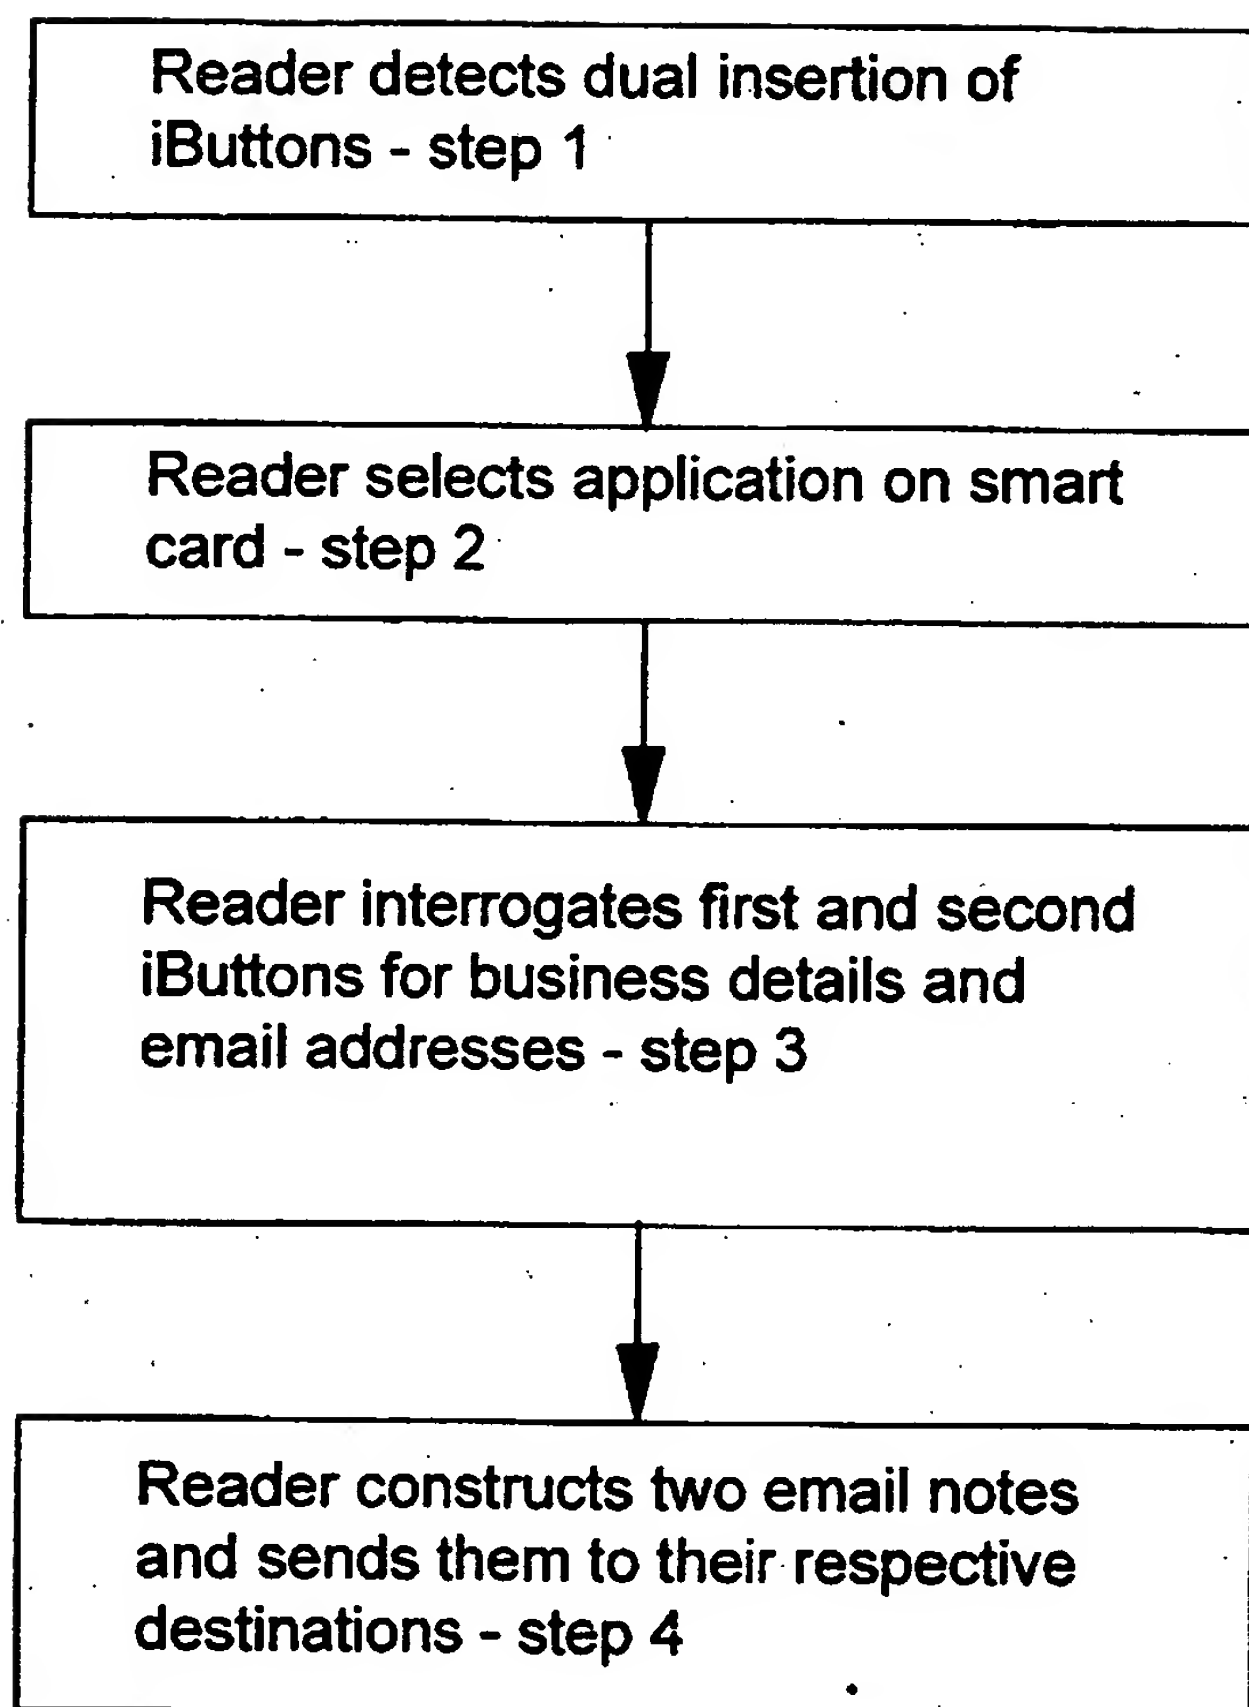 Reader detects dual insertion of
iButtons - step 1
Reader selects application on smart
card - step 2
Reader interrogates first and second
iButtons for business details and
email addresses - step 3
Reader constructs two email notes
and sends them to their respective
destinations - step 4